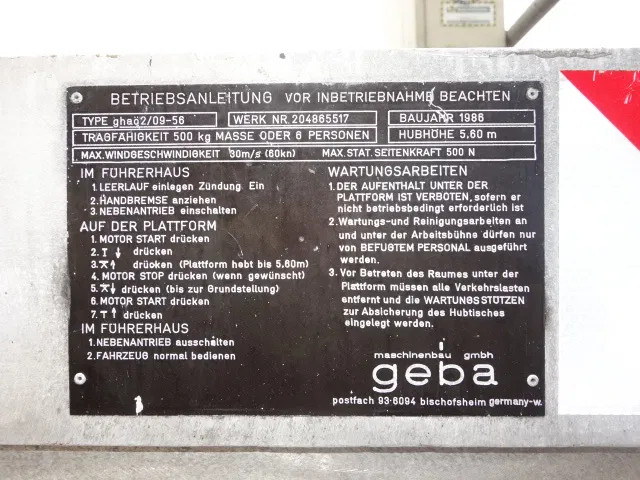 BETRIEBSANLEITUNG VOR INBETRIEBNAHME BEACHTEN
TYPE ghaö2/09-56 WERK NR. 204865517 BAUJAHR 1986
TRAGFÄHIGKEIT 500 kg MASSE ODER 6 PERSONEN HUBHÖHE 5,60 m
MAX. WINDGESCHWINDIGKEIT 30m/s (60kn) MAX. STAT. SEITENKRAFT 500 N
IM FÜHRERHAUS
1. LEERLAUF einlegen Zündung Ein
2. HANDBREMSE anziehen
3. NEBENANTRIEB einschalten
AUF DER PLATTFORM
1. MOTOR START drücken
2. ↓ drücken
3. ↑ drücken (Plattform hebt bis 5,60m)
4. MOTOR STOP drücken (wenn gewünscht)
5. ↓ drücken (bis zur Grundstellung)
6. MOTOR START drücken
7. ↑ drücken
IM FÜHRERHAUS
1. NEBENANTRIEB ausschalten
2. FAHRZEUG normal bedienen
WARTUNGSARBEITEN
1. DER AUFENTHALT UNTER DER
PLATTFORM IST VERBOTEN, sofern er
nicht betriebsbedingt erforderlich ist
2. Wartungs- und Reinigungsarbeiten an
und unter der Arbeitsbühne dürfen nur
von BEFUGTEM PERSONAL ausgeführt
werden.
3. Vor Betreten des Raumes unter der
Plattform müssen alle Verkehrslasten
entfernt und die WARTUNGSSTÜTZEN
zur Absicherung des Hubtisches
eingelegt werden.
maschinenbau gmbh
geba
postfach 93·6094 bischofsheim germany-w.